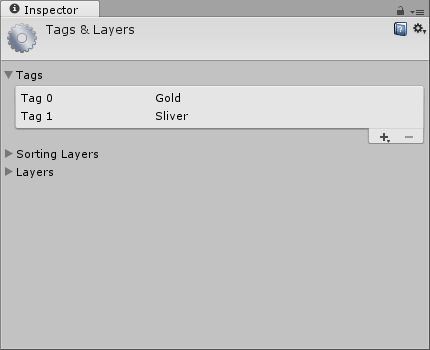 Inspector
Tags & Layers
Tags
Tag 0 Gold
Tag 1 Sliver
Sorting Layers
Layers